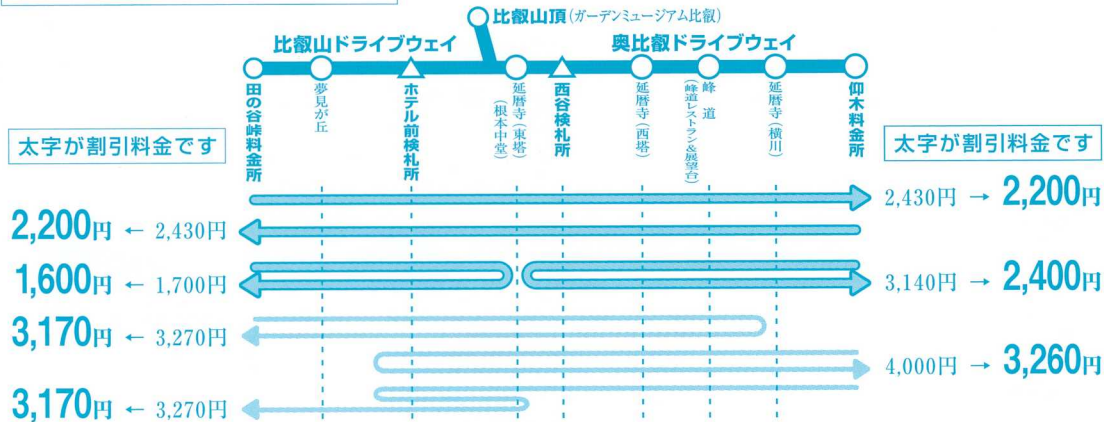 比叡山頂(ガーデンミュージアム比叡)
比叡山ドライブウェイ
奥比叡ドライブウェイ
田の谷峠料金所
夢見が丘
ホテル前検札所
延暦寺(東塔)
(根本中堂)
西谷検札所
延暦寺(西塔)
峰道
(峰道レストラン&展望台)
延暦寺(横川)
仰木料金所
太字が割引料金です
太字が割引料金です
2,430円 → 2,200円
2,200円 ← 2,430円
1,600円 ← 1,700円
3,140円 → 2,400円
3,170円 ← 3,270円
4,000円 → 3,260円
3,170円 ← 3,270円